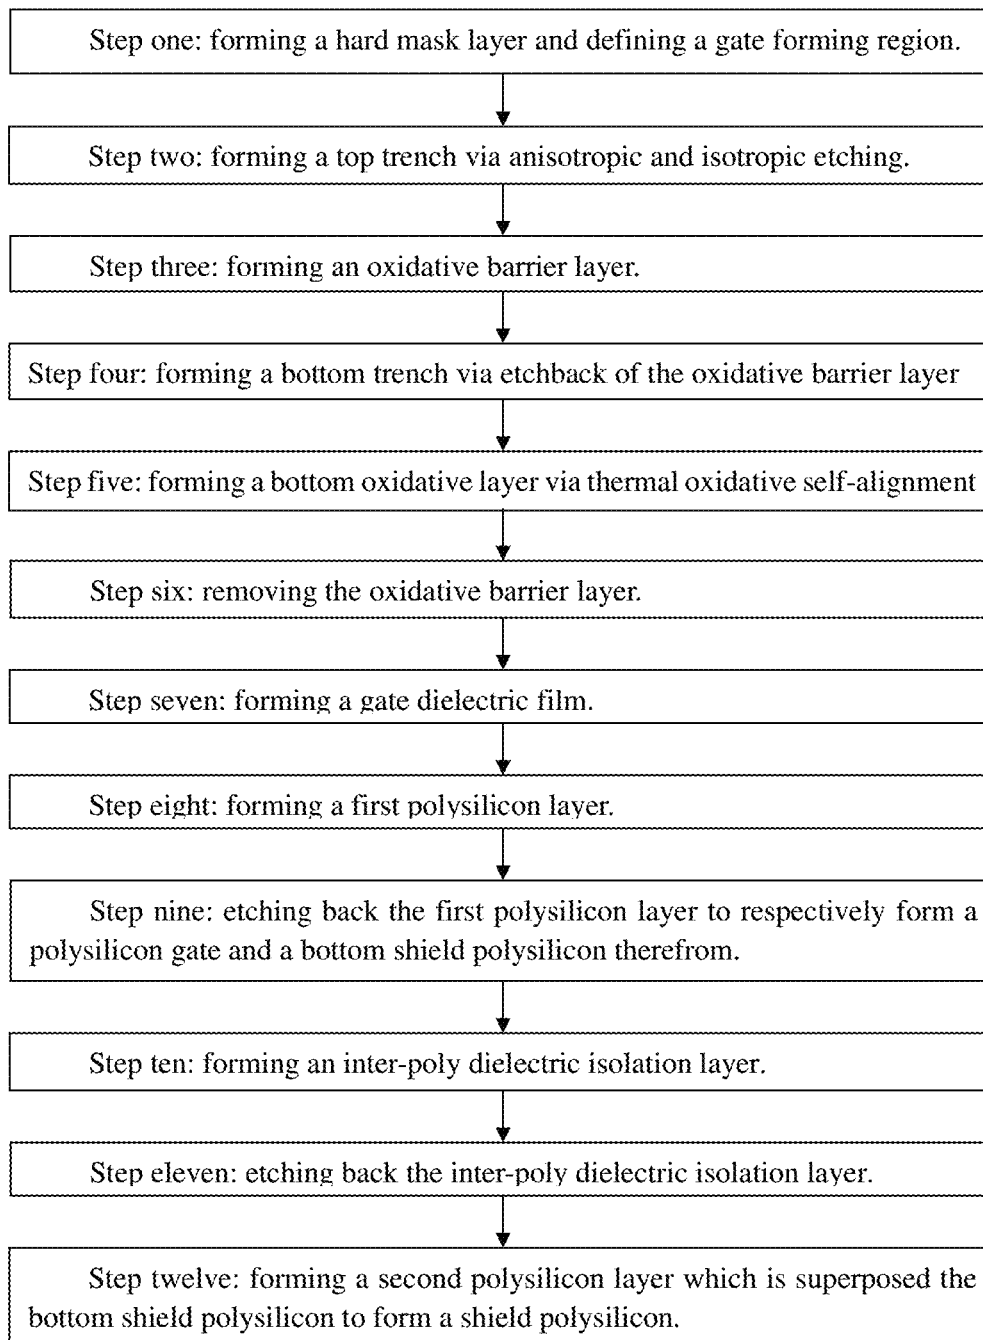 Step one: forming a hard mask layer and defining a gate forming region.
Step two: forming a top trench via anisotropic and isotropic etching.
Step three: forming an oxidative barrier layer.
Step four: forming a bottom trench via etchback of the oxidative barrier layer
Step five: forming a bottom oxidative layer via thermal oxidative self-alignment
Step six: removing the oxidative barrier layer.
Step seven: forming a gate dielectric film.
Step eight: forming a first polysilicon layer.
Step nine: etching back the first polysilicon layer to respectively form a
polysilicon gate and a bottom shield polysilicon therefrom.
Step ten: forming an inter-poly dielectric isolation layer.
Step eleven: etching back the inter-poly dielectric isolation layer.
Step twelve: forming a second polysilicon layer which is superposed the
bottom shield polysilicon to form a shield polysilicon.